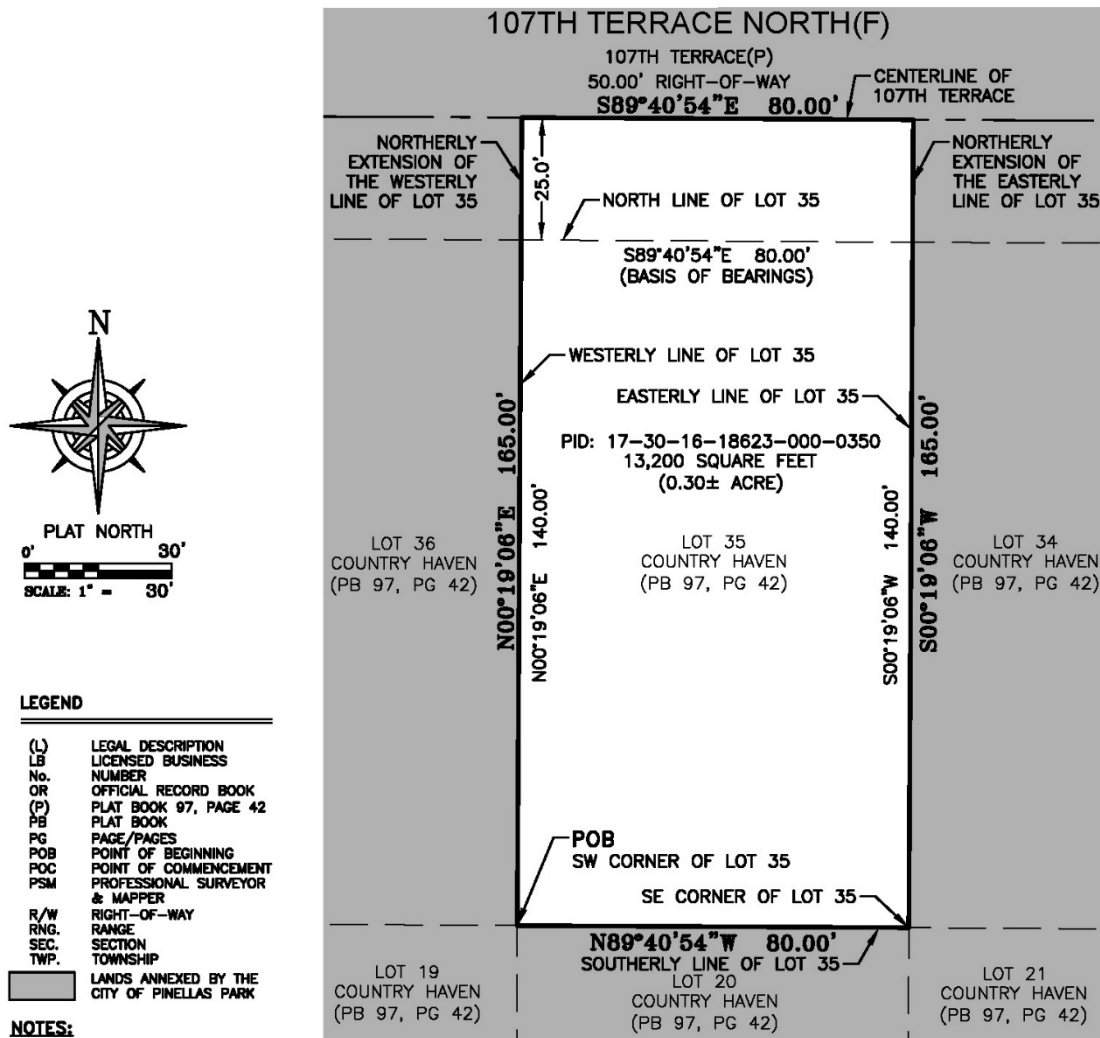 107TH TERRACE NORTH(F)
107TH TERRACE(P)
50.00' RIGHT-OF-WAY
S89°40'54"E 80.00'
CENTERLINE OF
107TH TERRACE
NORTHERLY
EXTENSION OF
THE WESTERLY
LINE OF LOT 35
25.0'
NORTHERLY
EXTENSION OF
THE EASTERLY
LINE OF LOT 35
NORTH LINE OF LOT 35
S89°40'54"E 80.00'
(BASIS OF BEARINGS)
WESTERLY LINE OF LOT 35
EASTERLY LINE OF LOT 35
PID: 17-30-16-18623-000-0350
13,200 SQUARE FEET
(0.30± ACRE)
N00°19'06"E 165.00'
N00°19'06"E 140.00'
S00°19'06"W 140.00'
S00°19'06"W 165.00'
LOT 36
COUNTRY HAVEN
(PB 97, PG 42)
LOT 35
COUNTRY HAVEN
(PB 97, PG 42)
LOT 34
COUNTRY HAVEN
(PB 97, PG 42)
POB
SW CORNER OF LOT 35
SE CORNER OF LOT 35
N89°40'54"W 80.00'
SOUTHERLY LINE OF LOT 35
LOT 19
COUNTRY HAVEN
(PB 97, PG 42)
LOT 20
COUNTRY HAVEN
(PB 97, PG 42)
LOT 21
COUNTRY HAVEN
(PB 97, PG 42)
N
PLAT NORTH
0' 30'
SCALE: 1" = 30'
LEGEND
(L) LEGAL DESCRIPTION
LB LICENSED BUSINESS
No. NUMBER
OR OFFICIAL RECORD BOOK
(P) PLAT BOOK 97, PAGE 42
PB PLAT BOOK
PG PAGE/PAGES
POB POINT OF BEGINNING
POC POINT OF COMMENCEMENT
PSM PROFESSIONAL SURVEYOR
& MAPPER
R/W RIGHT-OF-WAY
RNG. RANGE
SEC. SECTION
TWP. TOWNSHIP
LANDS ANNEXED BY THE
CITY OF PINELLAS PARK
NOTES: